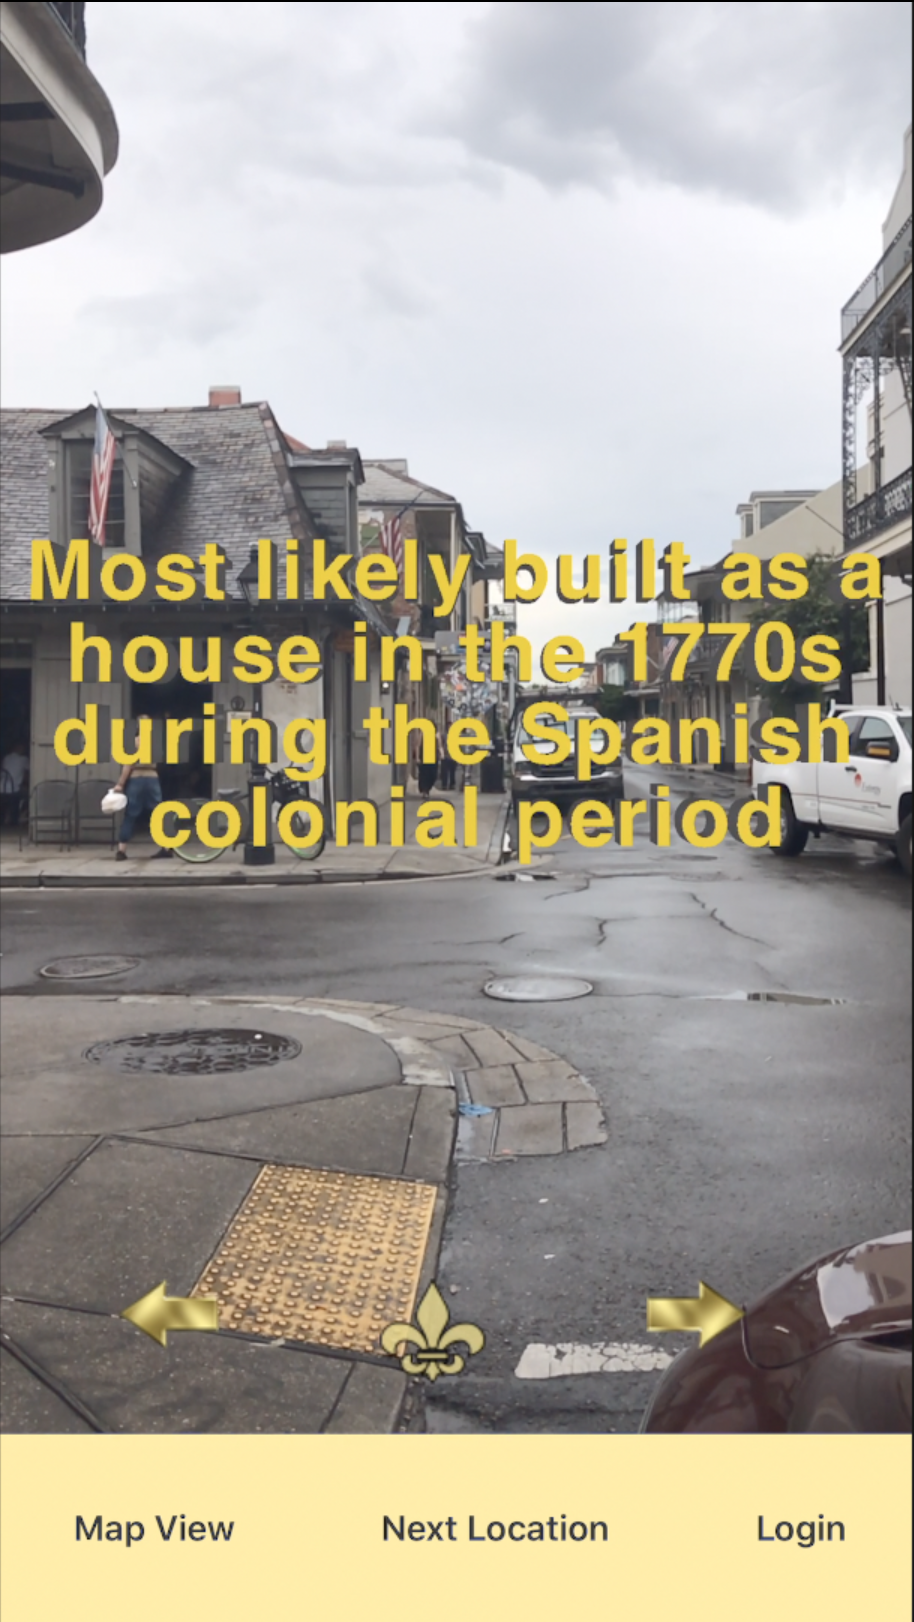 Most likely built as a
house in the 1770s
during the Spanish
colonial period
Map View
Next Location
Login